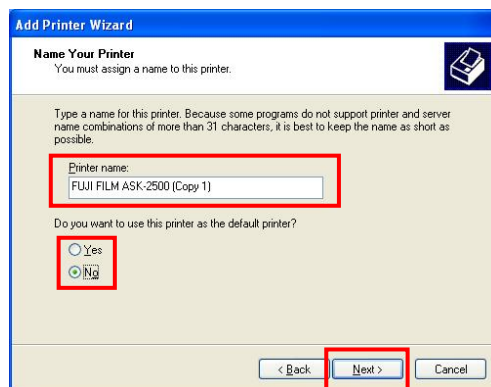 Add Printer Wizard
Name Your Printer
You must assign a name to this printer.
Type a name for this printer. Because some programs do not support printer and server
name combinations of more than 31 characters, it is best to keep the name as short as
possible.
Printer name:
FUJI FILM ASK-2500 (Copy 1)
Do you want to use this printer as the default printer?
Yes
No
< Back
Next >
Cancel